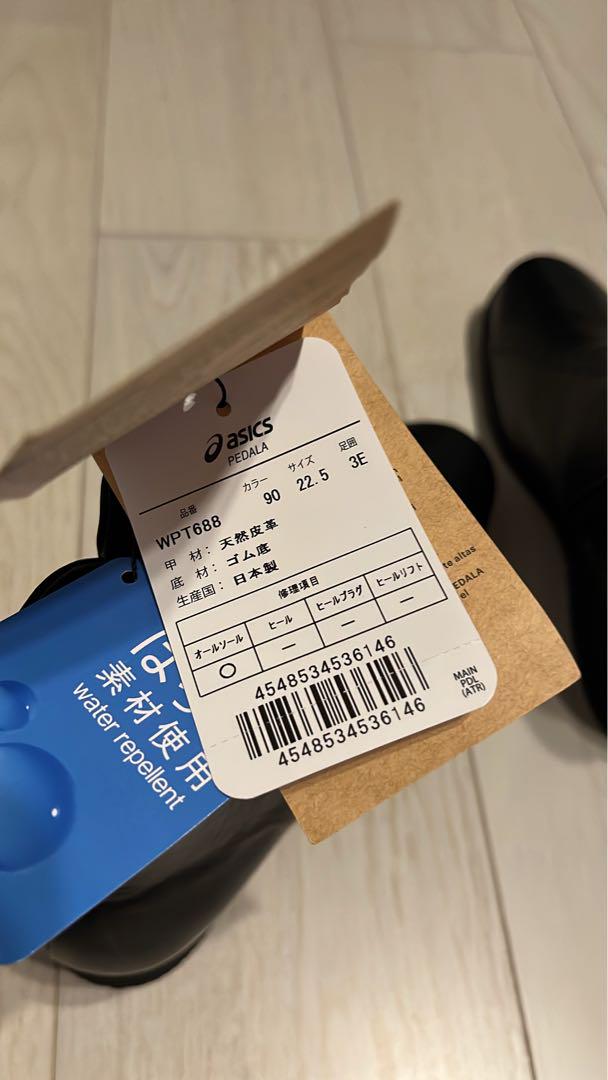 asics
PEDALA
品番 カラー サイズ 足囲
WPT688 90 22.5 3E
甲 材：天然皮革
底 材：ゴム底
生産国：日本製
修理項目
オールソール ヒール ヒールプラグ ヒールリフト
○ － － －
4548534536146
4548534536146
MAIN
PDL
(ATR)
素材使用
water repellent
altas
PEDALA
el